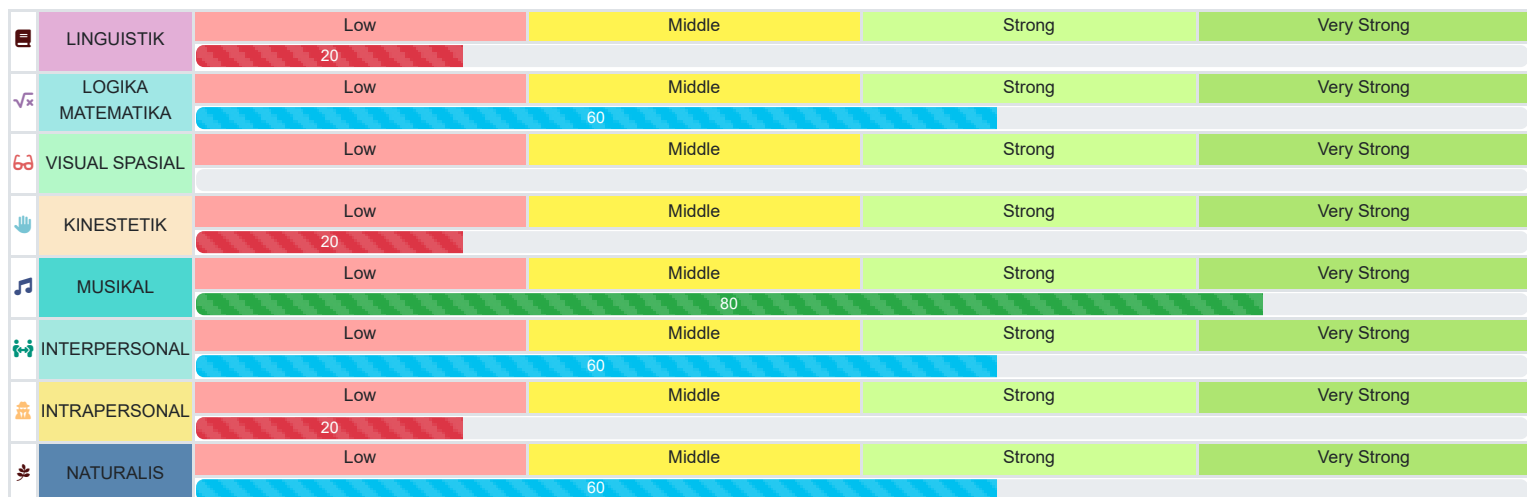 Low Middle Strong Very Strong
LINGUISTIK
20
LOGIKA
MATEMATIKA
Low Middle Strong Very Strong
60
Low Middle Strong Very Strong
VISUAL SPASIAL
Low Middle Strong Very Strong
KINESTETIK
20
Low Middle Strong Very Strong
MUSIKAL
80
Low Middle Strong Very Strong
INTERPERSONAL
60
Low Middle Strong Very Strong
INTRAPERSONAL
20
Low Middle Strong Very Strong
NATURALIS
60